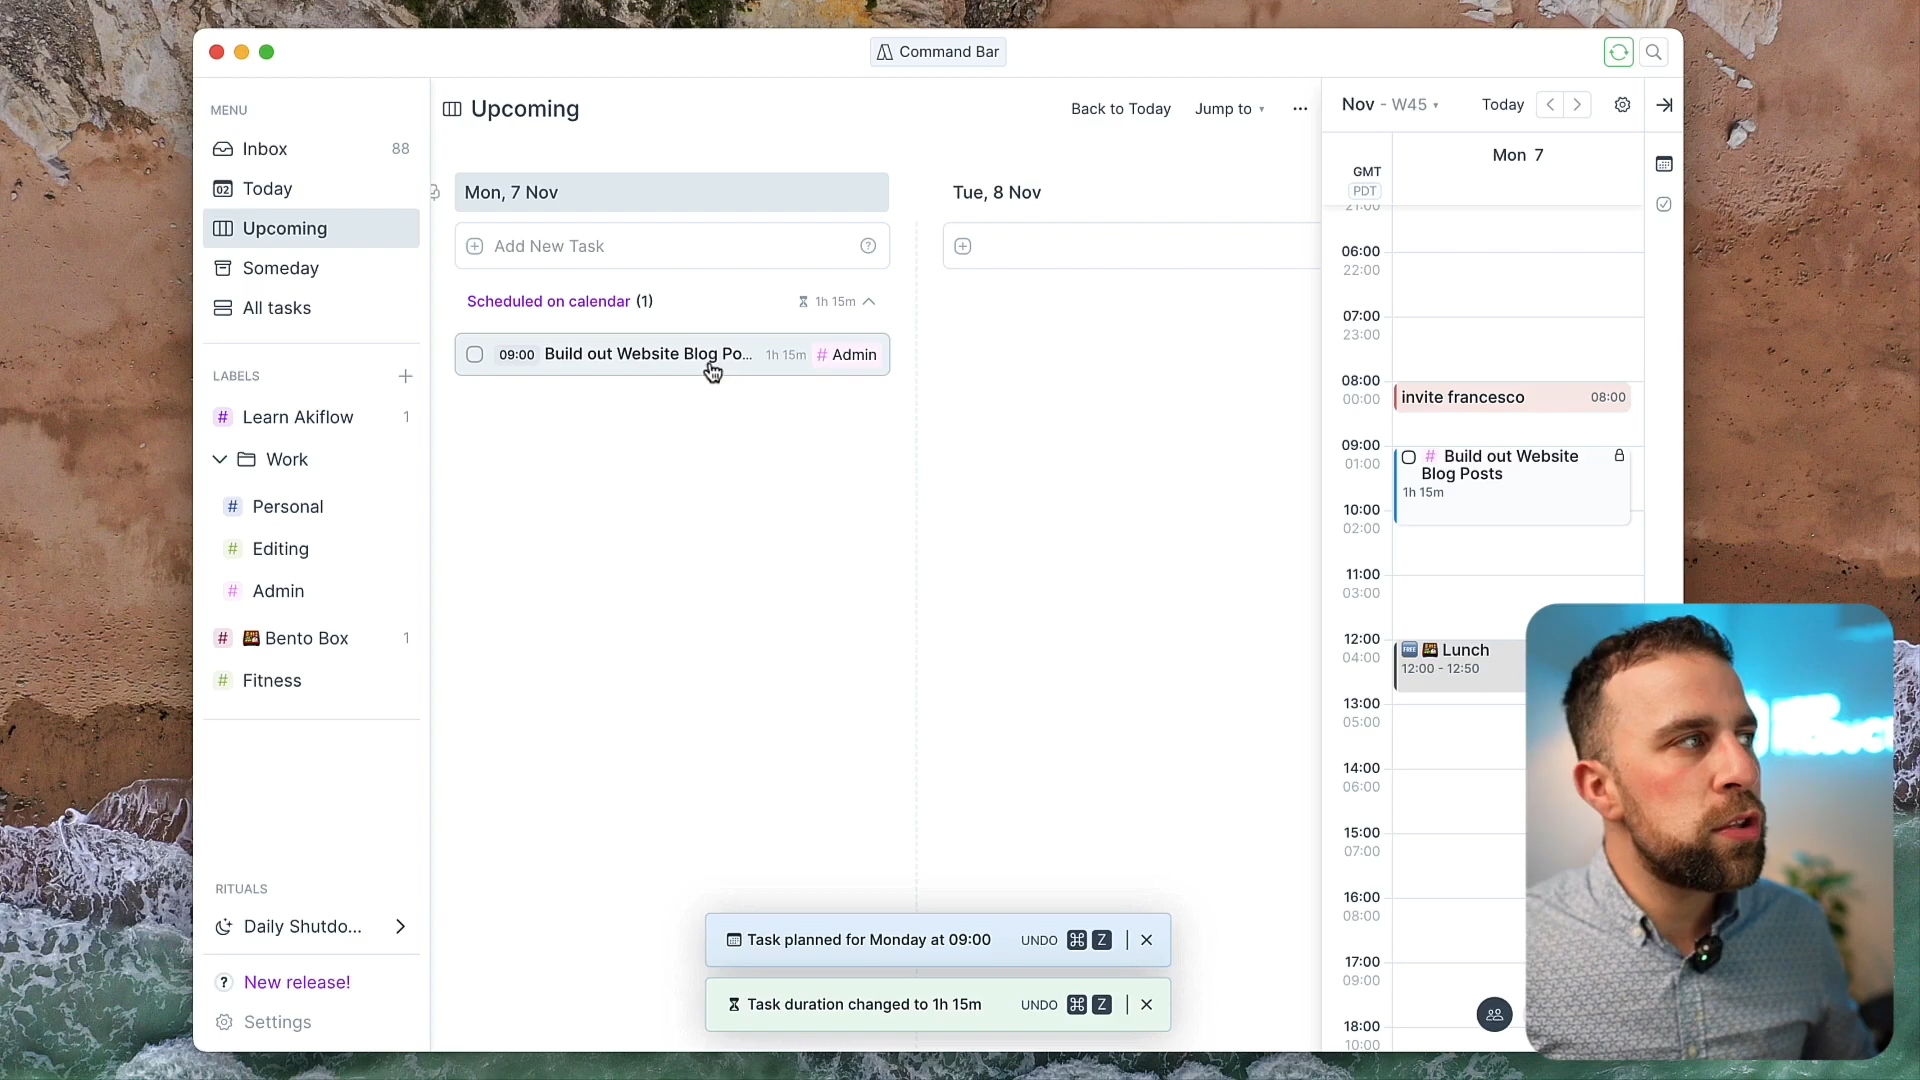 Command Bar
MENU
Inbox 88
02 Today
Upcoming
Someday
All tasks
LABELS
# Learn Akiflow 1
Work
# Personal
# Editing
# Admin
# Bento Box 1
# Fitness
RITUALS
Daily Shutdo...
? New release!
Settings
Upcoming
Back to Today
Jump to
Mon, 7 Nov
Add New Task ?
Scheduled on calendar (1) 1h 15m
09:00 Build out Website Blog Po... 1h 15m # Admin
Tue, 8 Nov
Task planned for Monday at 09:00 UNDO ⌘ Z
Task duration changed to 1h 15m UNDO ⌘ Z
Nov - W45 Today
Mon 7
GMT
PDT
21:00
06:00
22:00
07:00
23:00
08:00
00:00
invite francesco 08:00
09:00
01:00
# Build out Website
Blog Posts
1h 15m
10:00
02:00
11:00
03:00
12:00
04:00
FREE Lunch
12:00 - 12:50
13:00
05:00
14:00
06:00
15:00
07:00
16:00
08:00
17:00
09:00
18:00
10:00